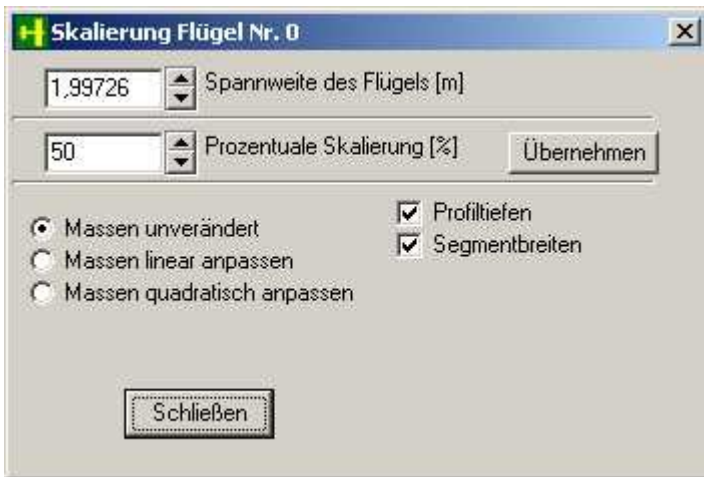 Skalierung Flügel Nr. 0
1,99726 Spannweite des Flügels [m]
50 Prozentuale Skalierung [%] Übernehmen
Massen unverändert
Massen linear anpassen
Massen quadratisch anpassen
Profiltiefen
Segmentbreiten
Schließen